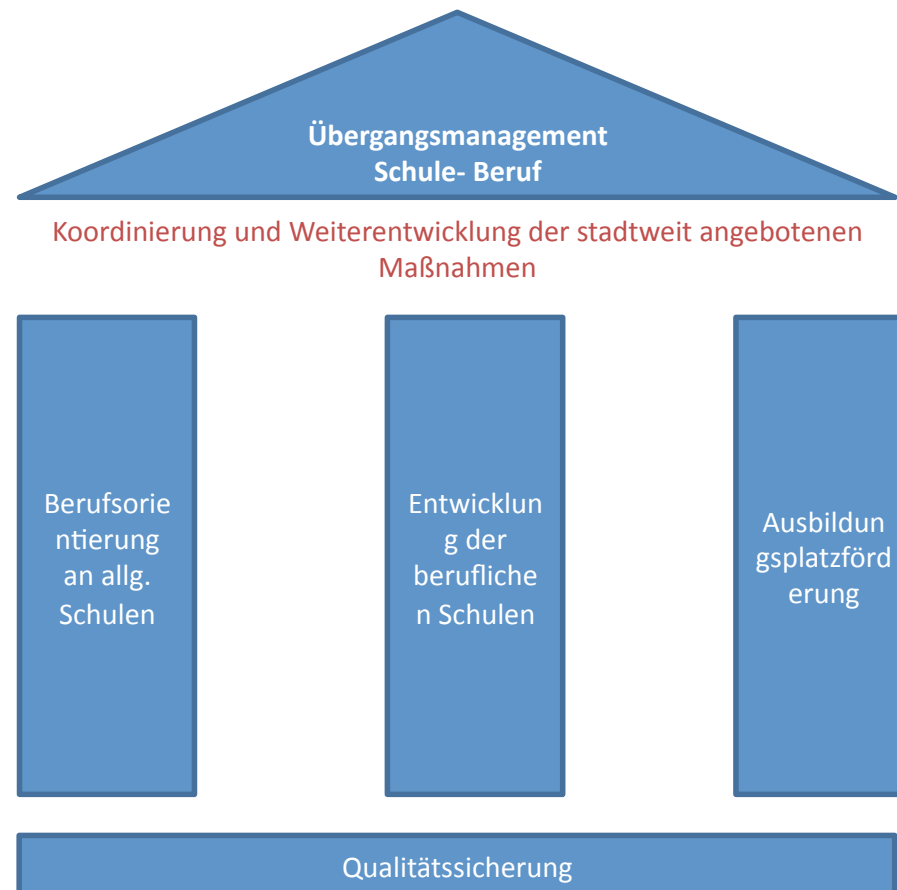 Übergangsmanagement
Schule- Beruf
Koordinierung und Weiterentwicklung der stadtweit angebotenen
Maßnahmen
Berufsorie
ntierung
an allg.
Schulen
Entwicklun
g der
berufliche
n Schulen
Ausbildun
gsplatzförd
erung
Qualitätssicherung